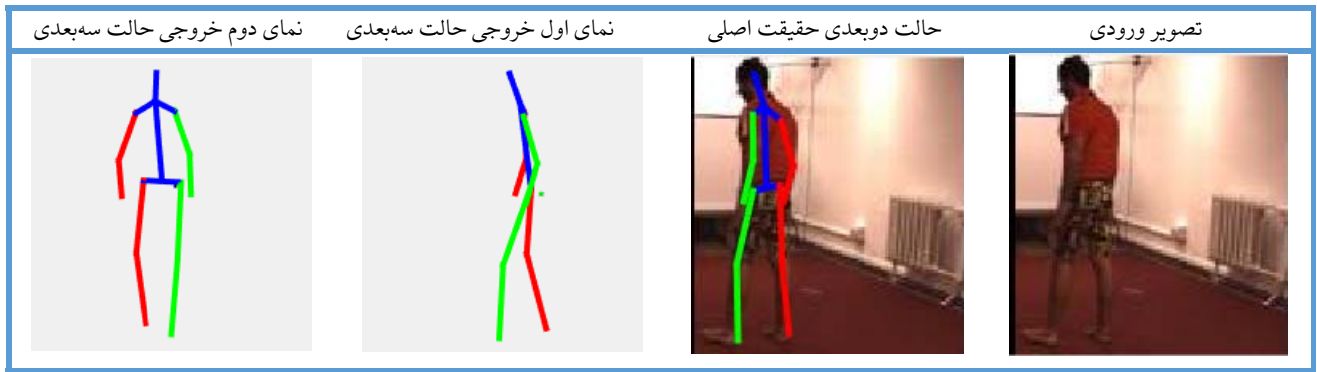 تصویر ورودی
حالت دوبعدی حقیقت اصلی
نمای اول خروجی حالت سه‌بعدی
نمای دوم خروجی حالت سه‌بعدی